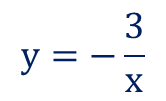 y = −3/x